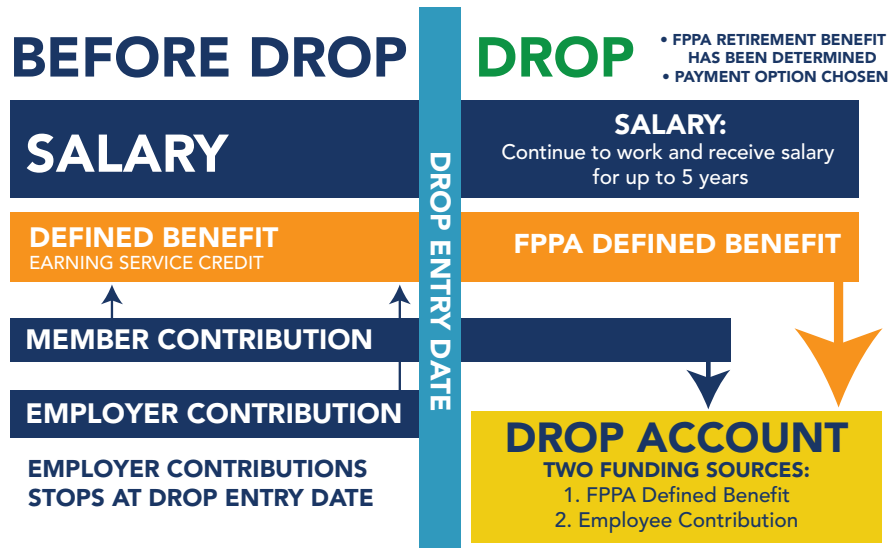 BEFORE DROP
DROP
• FPPA RETIREMENT BENEFIT
HAS BEEN DETERMINED
• PAYMENT OPTION CHOSEN
SALARY
DROP ENTRY DATE
SALARY:
Continue to work and receive salary
for up to 5 years
DEFINED BENEFIT
EARNING SERVICE CREDIT
FPPA DEFINED BENEFIT
MEMBER CONTRIBUTION
EMPLOYER CONTRIBUTION
EMPLOYER CONTRIBUTIONS
STOPS AT DROP ENTRY DATE
DROP ACCOUNT
TWO FUNDING SOURCES:
1. FPPA Defined Benefit
2. Employee Contribution